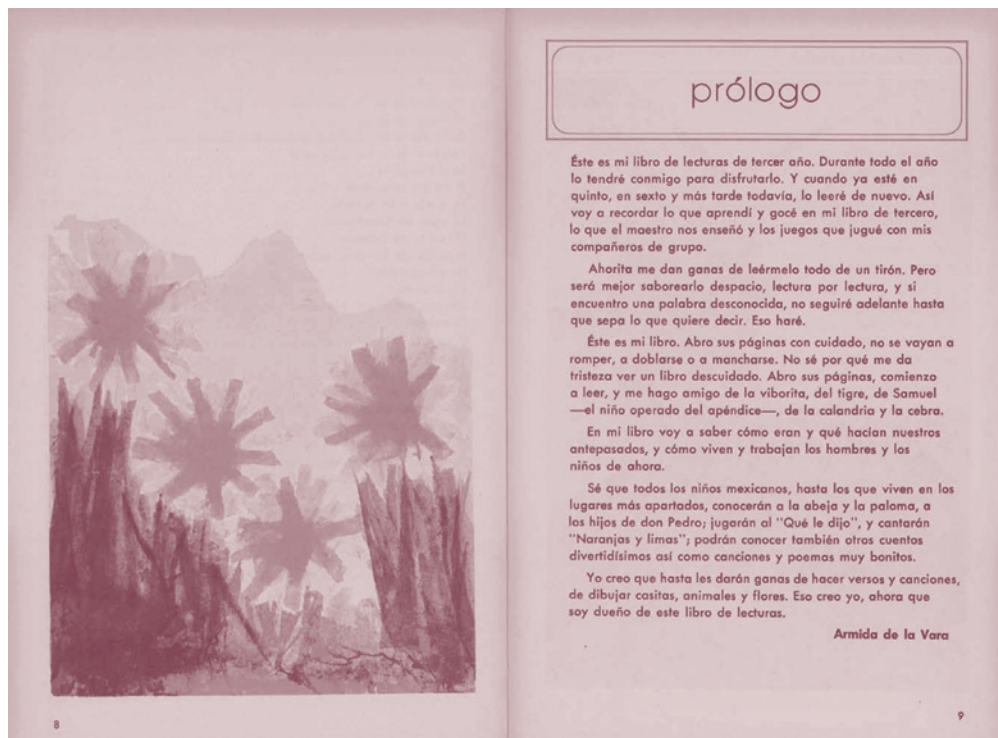 prólogo
Éste es mi libro de lecturas de tercer año. Durante todo el año
lo tendré conmigo para disfrutarlo. Y cuando ya esté en
quinto, en sexto y más tarde todavía, lo leeré de nuevo. Así
voy a recordar lo que aprendí y gocé en mi libro de tercero,
lo que el maestro nos enseñó y los juegos que jugué con mis
compañeros de grupo.
Ahorita me dan ganas de leérmelo todo de un tirón. Pero
será mejor saborearlo despacio, lectura por lectura, y si
encuentro una palabra desconocida, no seguiré adelante hasta
que sepa lo que quiere decir. Eso haré.
Éste es mi libro. Abro sus páginas con cuidado, no se vayan a
romper, a doblarse o a mancharse. No sé por qué me da
tristeza ver un libro descuidado. Abro sus páginas, comienzo
a leer, y me hago amigo de la viborita, del tigre, de Samuel
—el niño operado del apéndice—, de la calandria y la cebra.
En mi libro voy a saber cómo eran y qué hacían nuestros
antepasados, y cómo viven y trabajan los hombres y los
niños de ahora.
Sé que todos los niños mexicanos, hasta los que viven en los
lugares más apartados, conocerán a la abeja y la paloma, a
los hijos de don Pedro; jugarán al "Qué le dijo", y cantarán
"Naranjas y limas"; podrán conocer también otros cuentos
divertidísimos así como canciones y poemas muy bonitos.
Yo creo que hasta les darán ganas de hacer versos y canciones,
de dibujar casitas, animales y flores. Eso creo yo, ahora que
soy dueño de este libro de lecturas.
Armida de la Vara
8
9